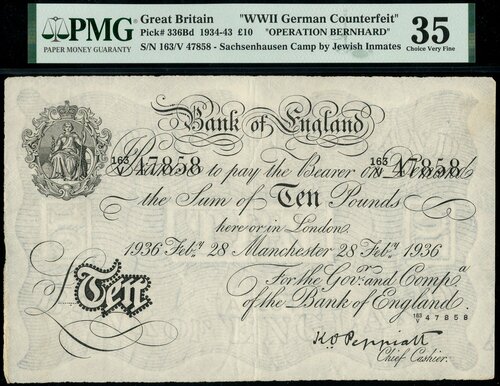 PMG
PAPER MONEY GUARANTY
Great Britain "WWII German Counterfeit"
Pick# 336Bd 1934-43 £10 "OPERATION BERNHARD"
S/N 163/V 47858 - Sachsenhausen Camp by Jewish Inmates
35
Choice Very Fine
Bank of England
163/V 47858 163/V 47858
Promise to pay the Bearer on Demand
the Sum of Ten Pounds
here or in London
1936 Feby. 28 Manchester 28 Feby. 1936
For the Govr. and Compa.
of the Bank of England.
£Ten
163/V 47858
K.O. Peppiatt
Chief Cashier.